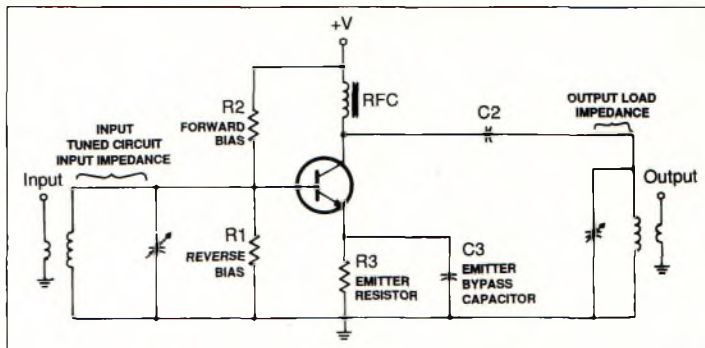 +V
R2
FORWARD
BIAS
RFC
C2
OUTPUT LOAD
IMPEDANCE
INPUT
TUNED CIRCUIT
INPUT IMPEDANCE
Input
Output
R1
REVERSE
BIAS
R3
EMITTER
RESISTOR
C3
EMITTER
BYPASS
CAPACITOR